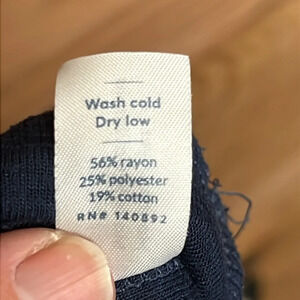 Wash cold
Dry low
56% rayon
25% polyester
19% cotton
RN# 140892